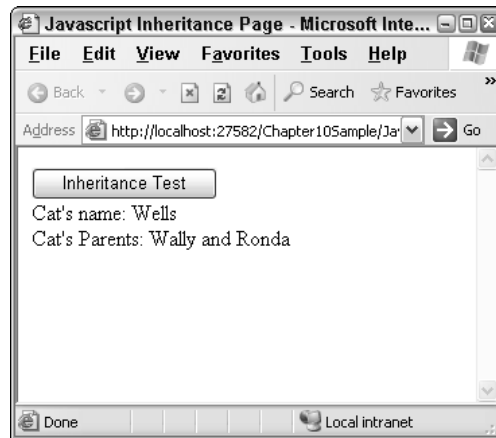 Javascript Inheritance Page - Microsoft Inte...
File Edit View Favorites Tools Help
Back Search Favorites »
Address http://localhost:27582/Chapter10Sample/Ja Go
Inheritance Test
Cat's name: Wells
Cat's Parents: Wally and Ronda
Done Local intranet